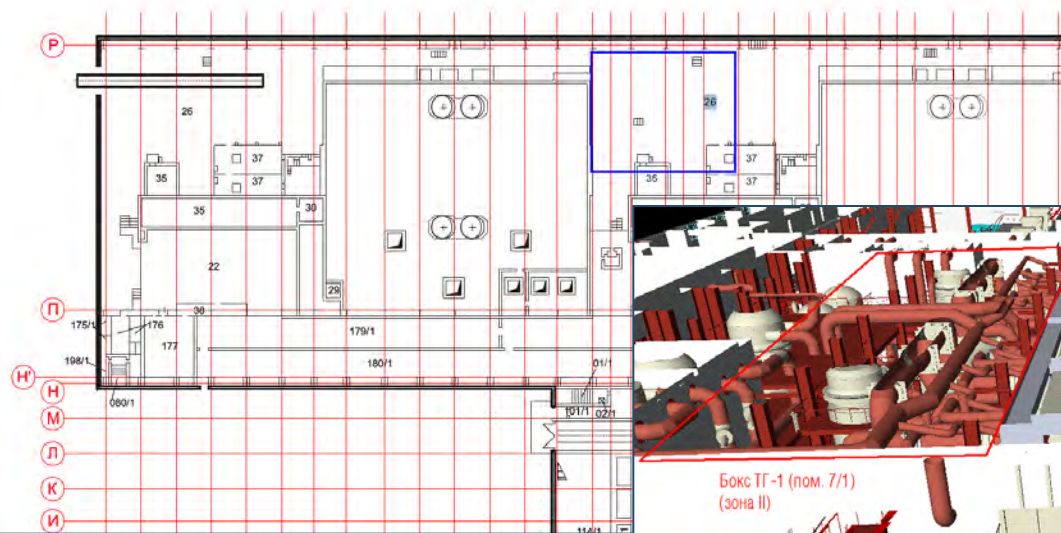 Р
26
26
37
37
37
37
35
35
35
30
22
29
П
38
175/1
176
179/1
177
198/1
180/1
01/1
Н'
Н
080/1
101/1
02/1
М
Л
К
И
114/1
Бокс ТГ-1 (пом. 7/1)
(зона II)